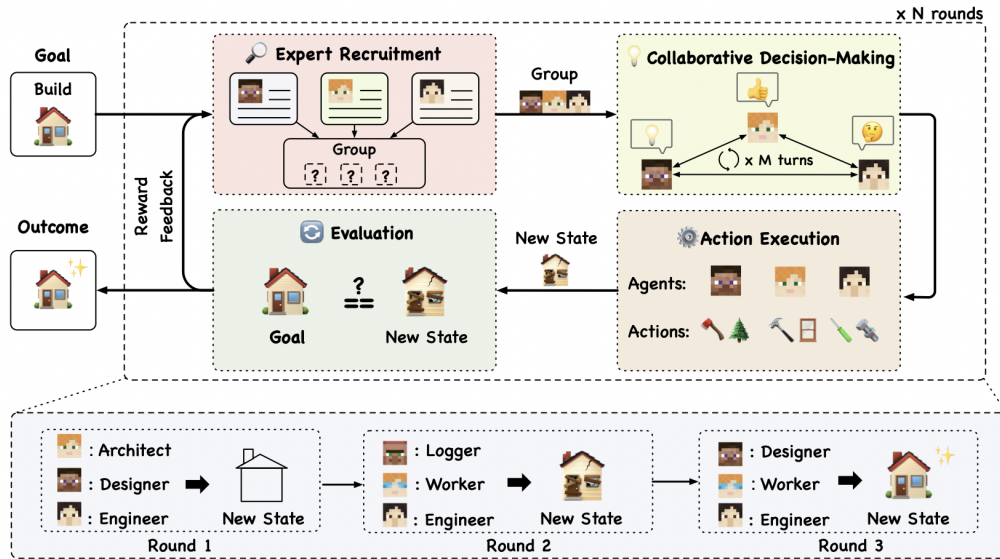 x N rounds
Goal
Build
Expert Recruitment
Group
? ? ?
Group
Collaborative Decision-Making
x M turns
Reward
Feedback
Outcome
Evaluation
?
==
Goal
New State
New State
Action Execution
Agents:
Actions:
: Architect
: Designer
: Engineer
New State
Round 1
: Logger
: Worker
: Engineer
New State
Round 2
: Designer
: Worker
: Engineer
New State
Round 3